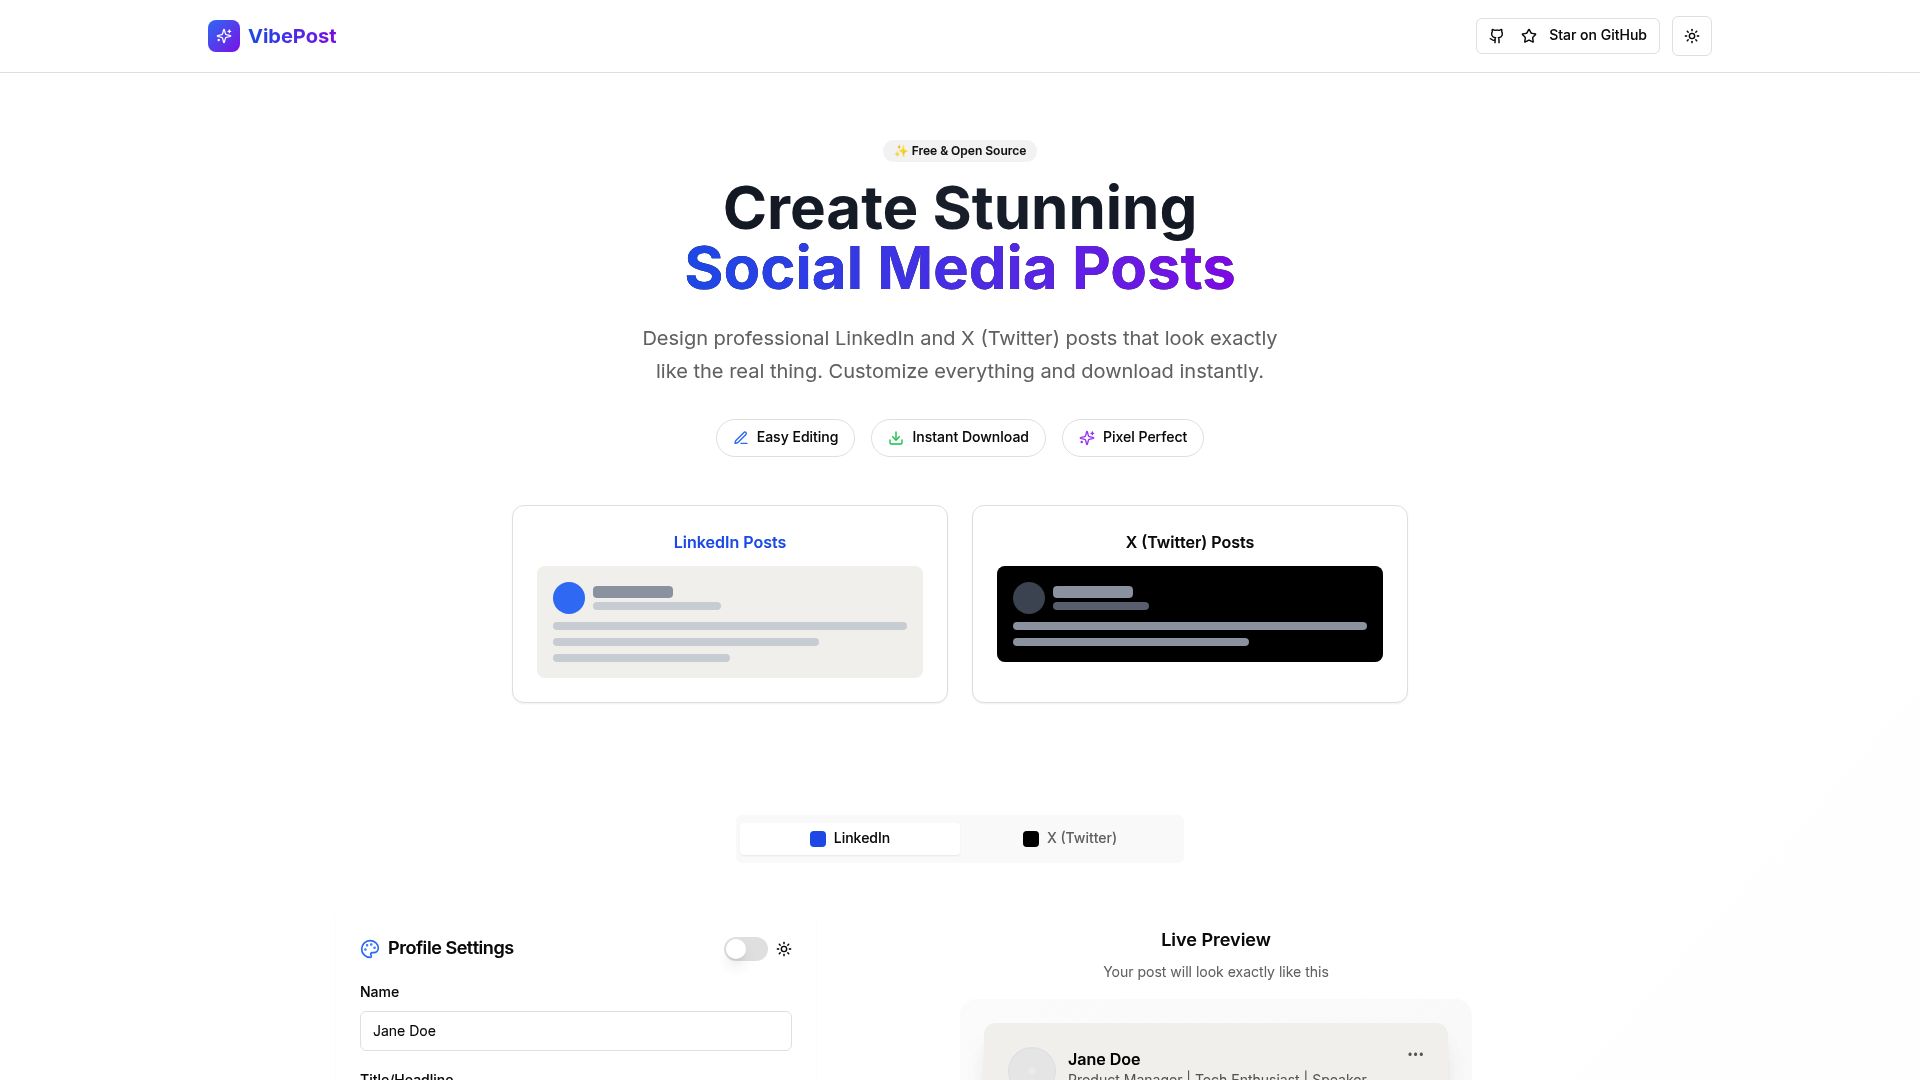 VibePost
Star on GitHub
✨ Free & Open Source
Create Stunning
Social Media Posts
Design professional LinkedIn and X (Twitter) posts that look exactly
like the real thing. Customize everything and download instantly.
Easy Editing
Instant Download
Pixel Perfect
LinkedIn Posts
X (Twitter) Posts
LinkedIn
X (Twitter)
Profile Settings
Name
Jane Doe
Title/Headline
Live Preview
Your post will look exactly like this
Jane Doe
Product Manager | Tech Enthusiast | Speaker